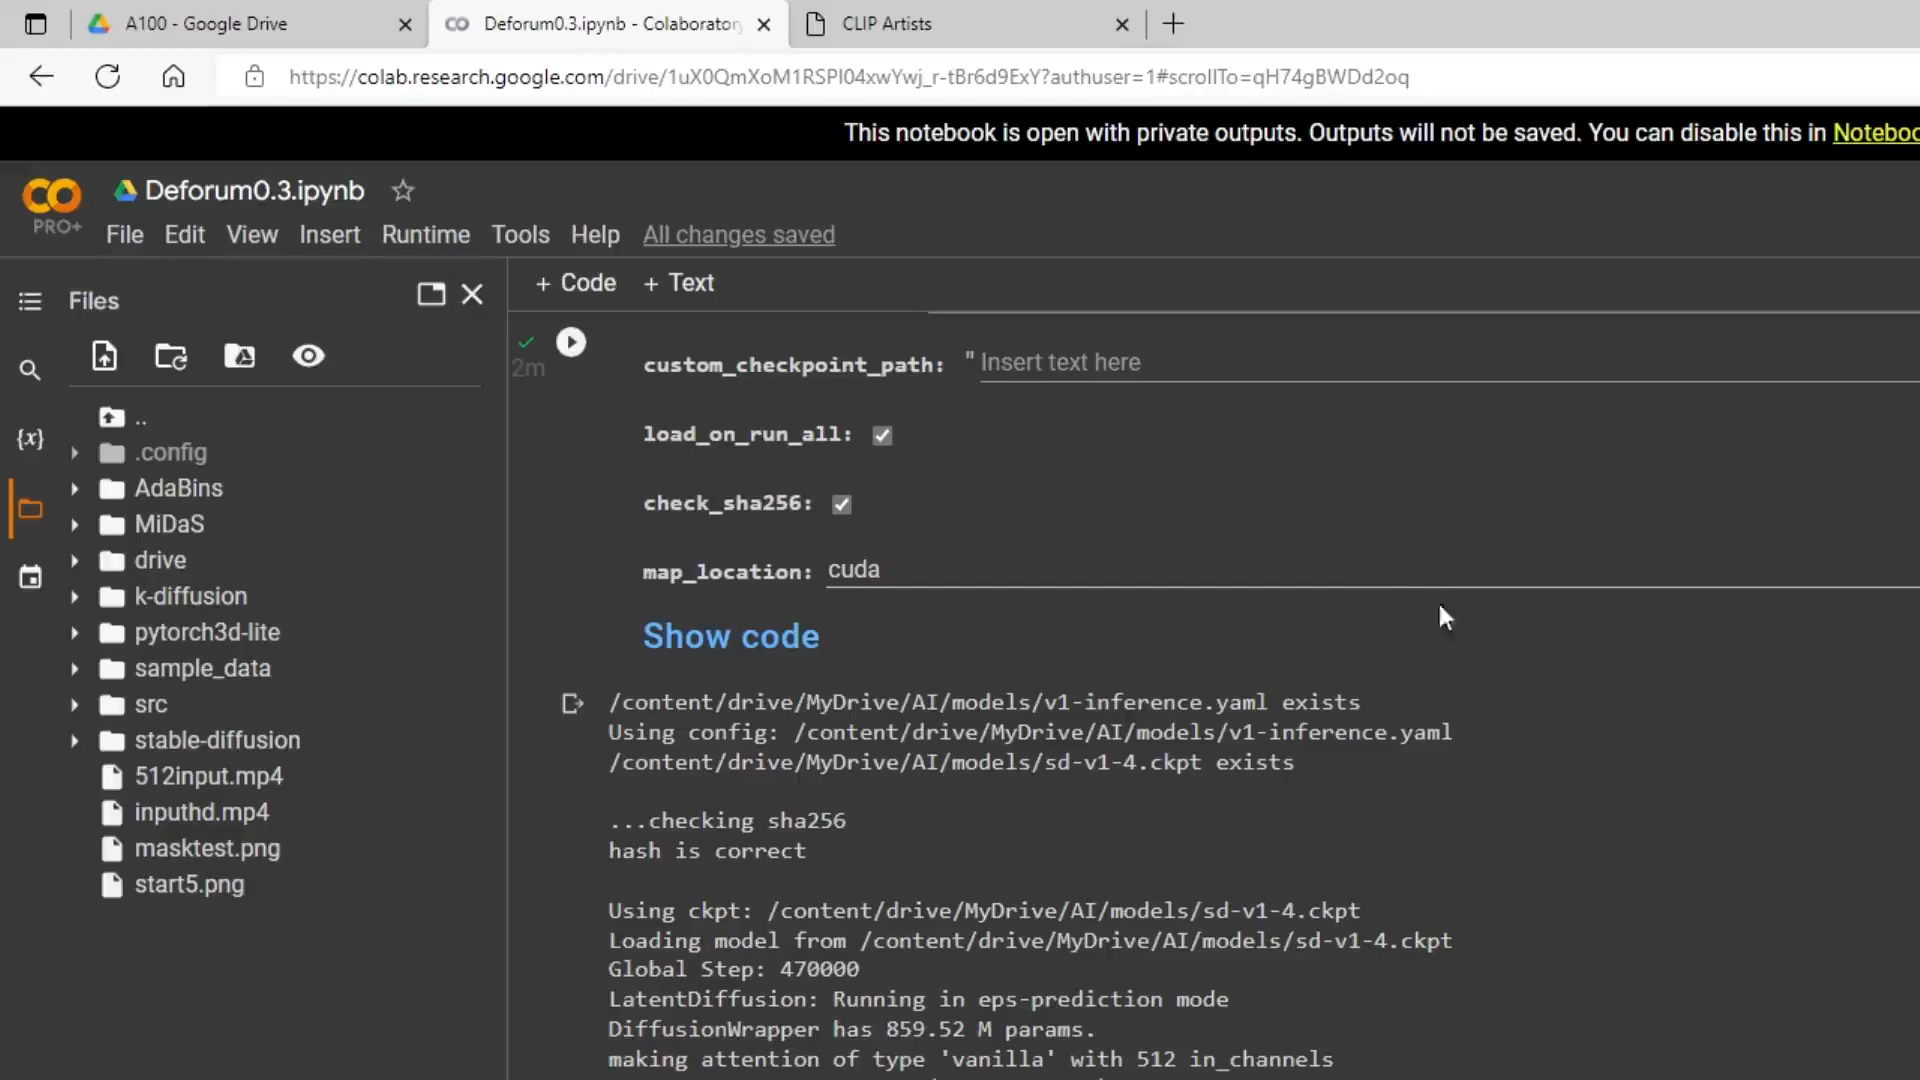 A100 - Google Drive
Deforum0.3.ipynb - Colaborator
CLIP Artists
https://colab.research.google.com/drive/1uX0QmXoM1RSPI04xwYwj_r-tBr6d9ExY?authuser=1#scrollTo=qH74gBWDd2oq
This notebook is open with private outputs. Outputs will not be saved. You can disable this in Noteboo
CO
PRO+
Deforum0.3.ipynb
File Edit View Insert Runtime Tools Help All changes saved
Files
+ Code + Text
2m
custom_checkpoint_path: " Insert text here
load_on_run_all:
check_sha256:
map_location: cuda
Show code
{x}
..
.config
AdaBins
MiDaS
drive
k-diffusion
pytorch3d-lite
sample_data
src
stable-diffusion
512input.mp4
inputhd.mp4
masktest.png
start5.png
/content/drive/MyDrive/AI/models/v1-inference.yaml exists
Using config: /content/drive/MyDrive/AI/models/v1-inference.yaml
/content/drive/MyDrive/AI/models/sd-v1-4.ckpt exists
...checking sha256
hash is correct
Using ckpt: /content/drive/MyDrive/AI/models/sd-v1-4.ckpt
Loading model from /content/drive/MyDrive/AI/models/sd-v1-4.ckpt
Global Step: 470000
LatentDiffusion: Running in eps-prediction mode
DiffusionWrapper has 859.52 M params.
making attention of type 'vanilla' with 512 in_channels